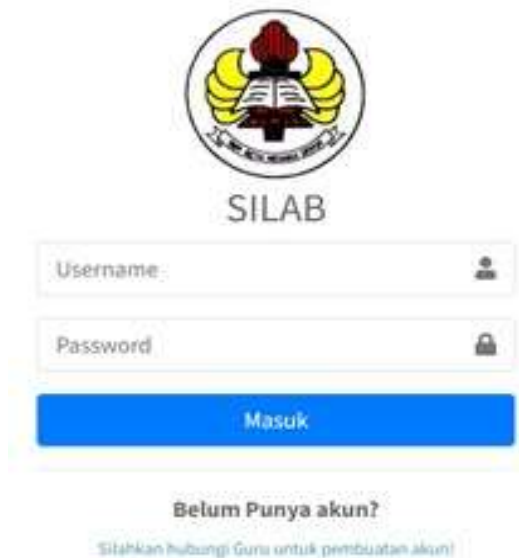 SILAB
Username
Password
Masuk
Belum Punya akun?
Silahkan hubungi Guru untuk pembuatan akun!